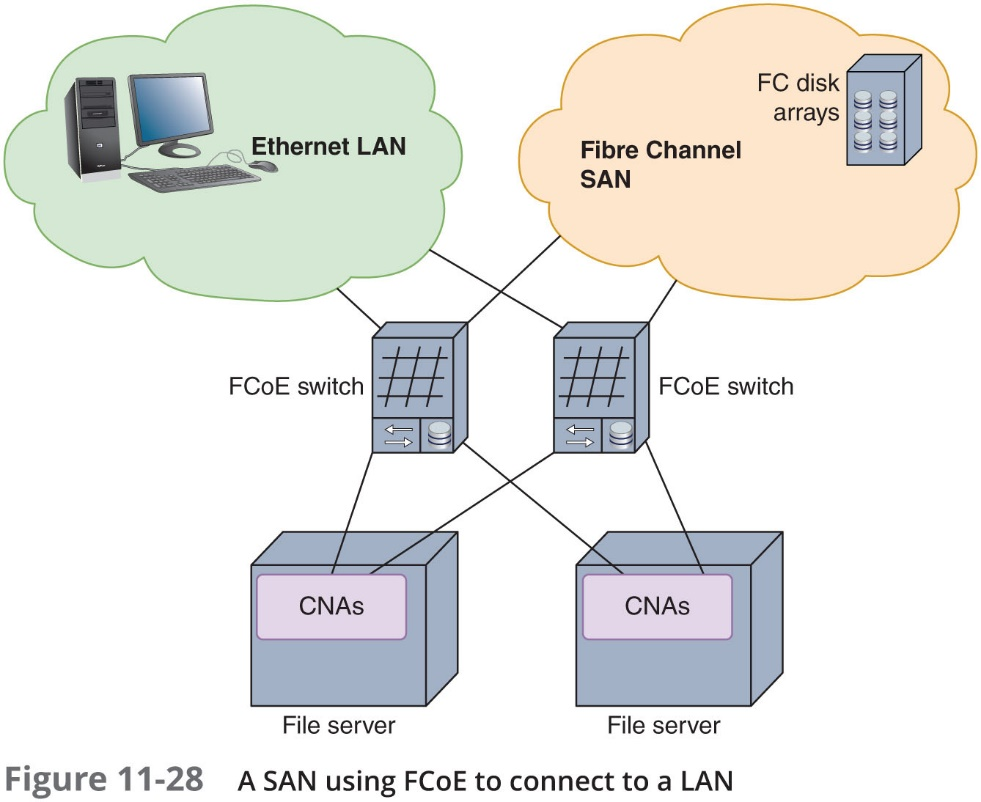 FC disk
arrays
Ethernet LAN
Fibre Channel
SAN
FCoE switch
FCoE switch
CNAs
CNAs
File server
File server
Figure 11-28 A SAN using FCoE to connect to a LAN